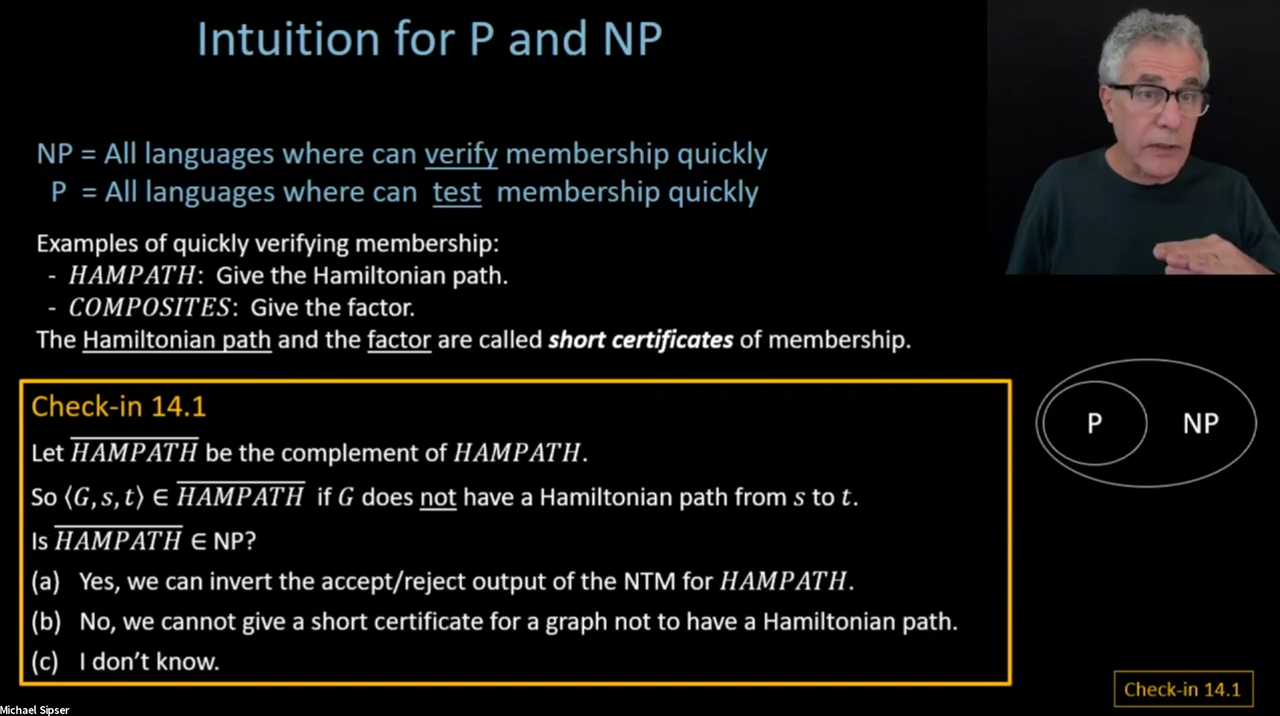 Intuition for P and NP
NP = All languages where can verify membership quickly
P = All languages where can test membership quickly
Examples of quickly verifying membership:
- HAMPATH: Give the Hamiltonian path.
- COMPOSITES: Give the factor.
The Hamiltonian path and the factor are called short certificates of membership.
P NP
Check-in 14.1
Let H̅A̅M̅P̅A̅T̅H̅ be the complement of HAMPATH.
So ⟨G, s, t⟩ ∈ H̅A̅M̅P̅A̅T̅H̅ if G does not have a Hamiltonian path from s to t.
Is H̅A̅M̅P̅A̅T̅H̅ ∈ NP?
(a) Yes, we can invert the accept/reject output of the NTM for HAMPATH.
(b) No, we cannot give a short certificate for a graph not to have a Hamiltonian path.
(c) I don’t know.
Check-in 14.1
Michael Sipser